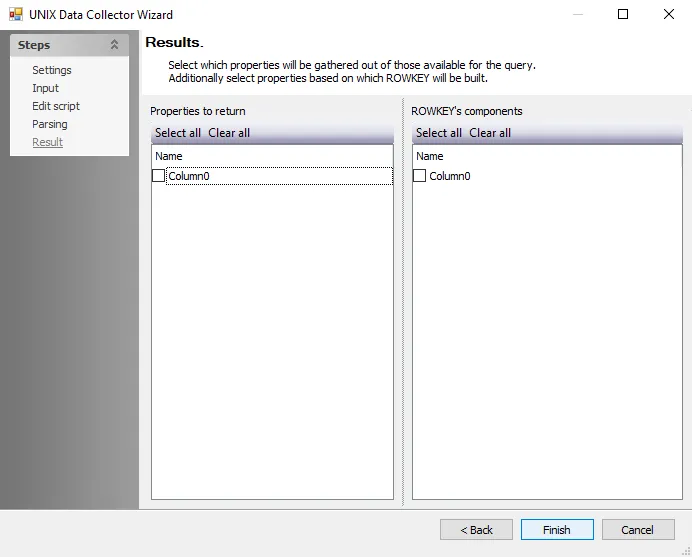 UNIX Data Collector Wizard
Steps
Settings
Input
Edit script
Parsing
Result
Results.
Select which properties will be gathered out of those available for the query.
Additionally select properties based on which ROWKEY will be built.
Properties to return
Select all Clear all
Name
Column0
ROWKEY's components
Select all Clear all
Name
Column0
< Back
Finish
Cancel